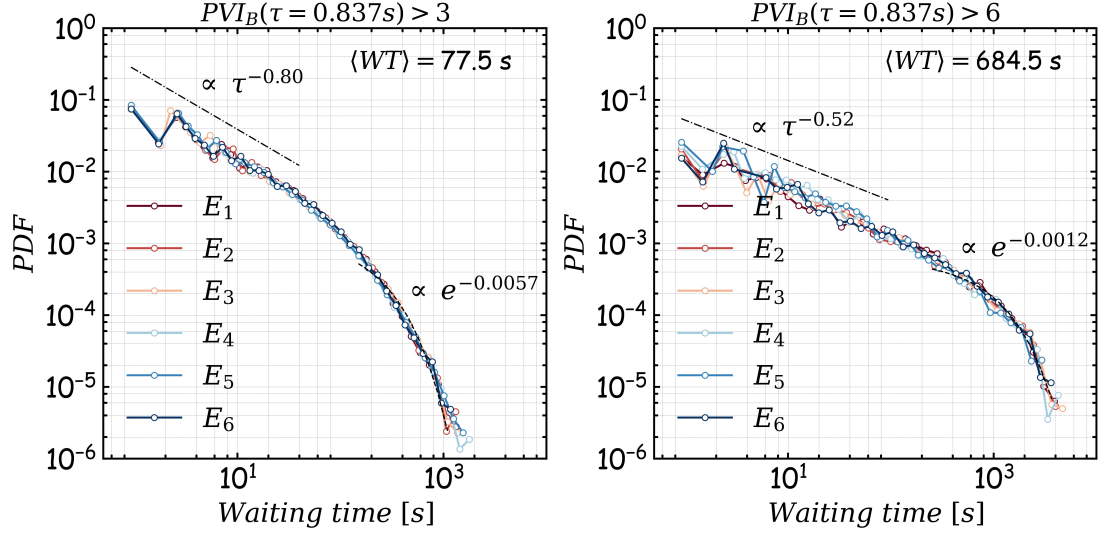 PVI_B(τ = 0.837s) > 3
⟨WT⟩ = 77.5 s
∝ τ^{-0.80}
∝ e^{-0.0057}
E_1
E_2
E_3
E_4
E_5
E_6
10^0
10^{-1}
10^{-2}
10^{-3}
10^{-4}
10^{-5}
10^{-6}
PDF
10^1
10^3
Waiting time [s]
PVI_B(τ = 0.837s) > 6
⟨WT⟩ = 684.5 s
∝ τ^{-0.52}
∝ e^{-0.0012}
E_1
E_2
E_3
E_4
E_5
E_6
10^0
10^{-1}
10^{-2}
10^{-3}
10^{-4}
10^{-5}
10^{-6}
PDF
10^1
10^3
Waiting time [s]